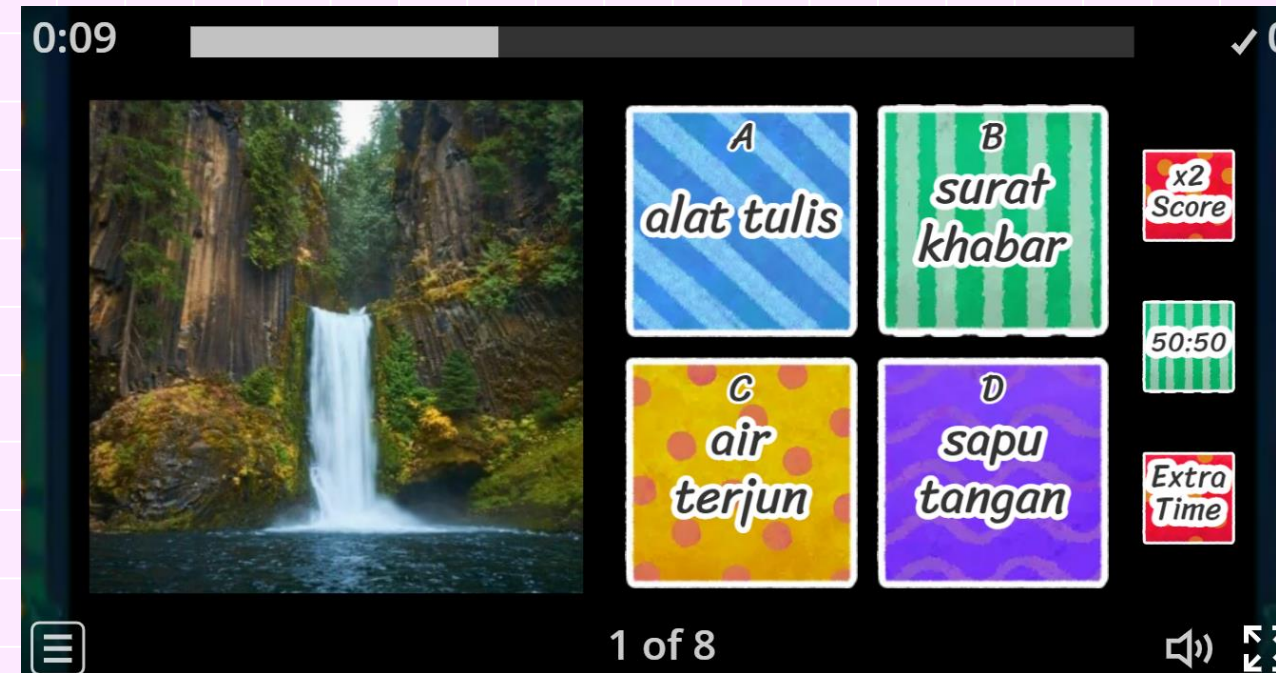 0:09
A
alat tulis
B
surat
khabar
C
air
terjun
D
sapu
tangan
x2
Score
50:50
Extra
Time
1 of 8